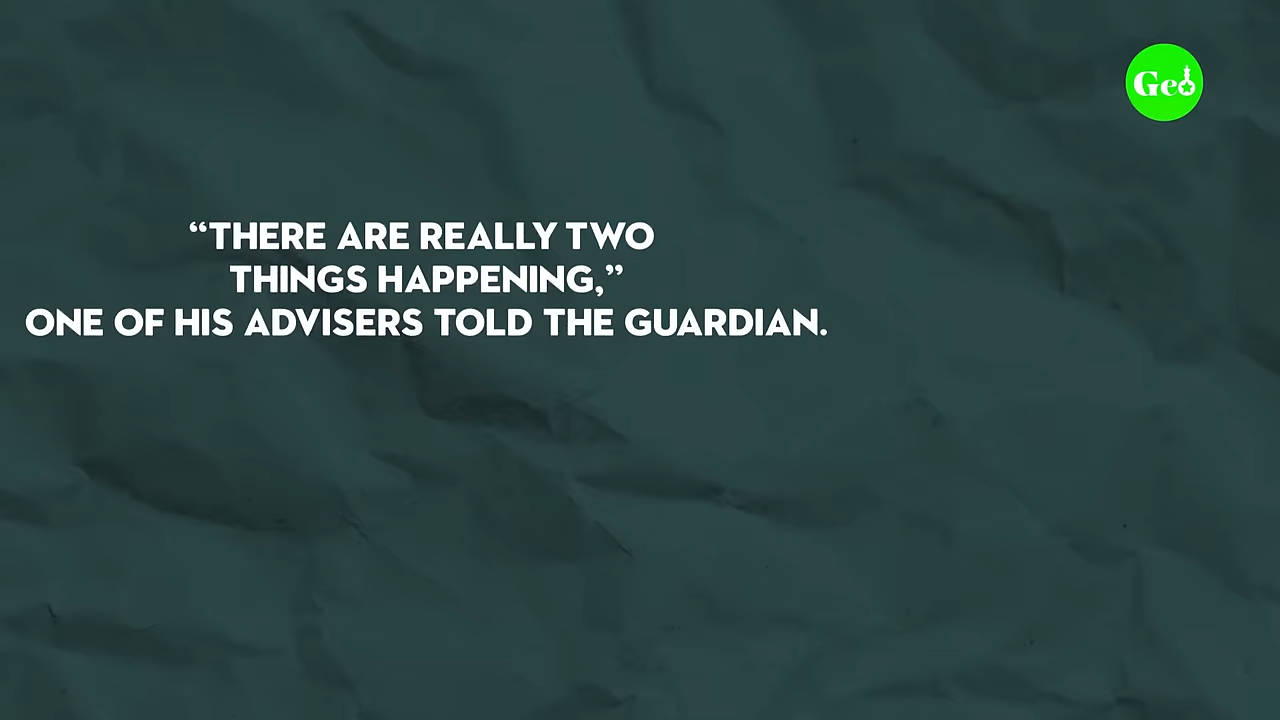 Geo
“THERE ARE REALLY TWO
THINGS HAPPENING,”
ONE OF HIS ADVISERS TOLD THE GUARDIAN.